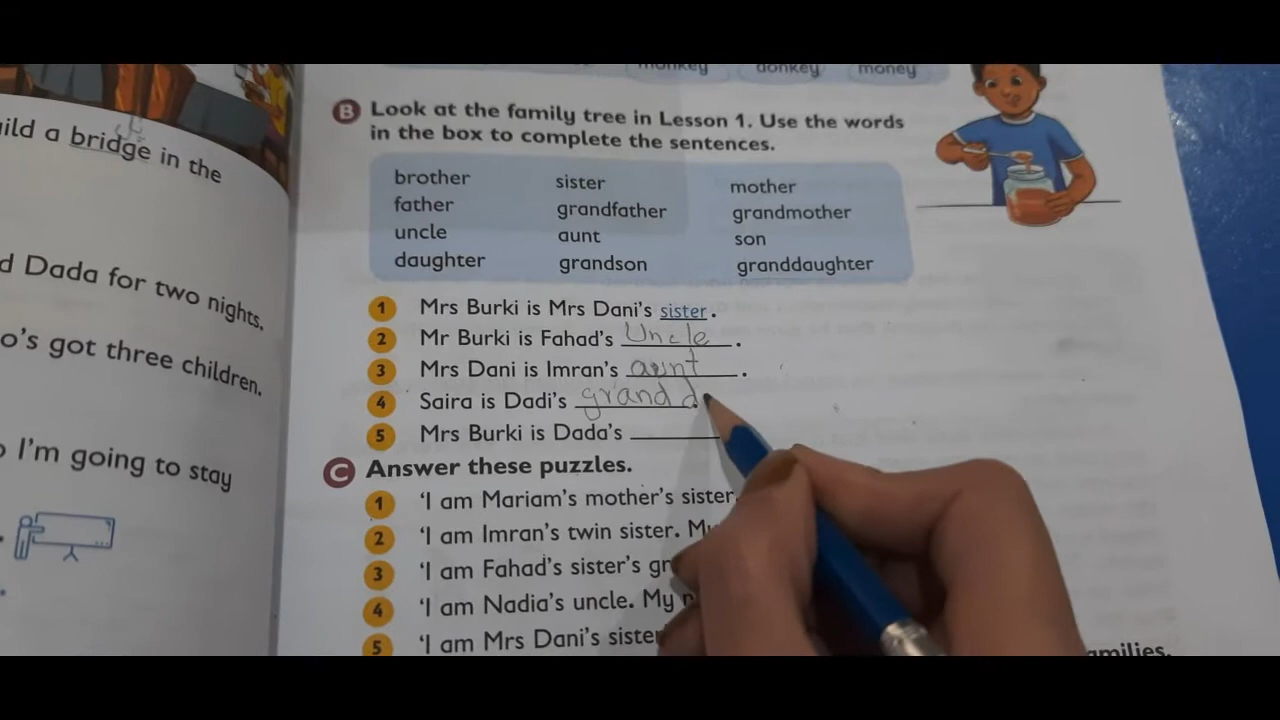 monkey donkey money
B Look at the family tree in Lesson 1. Use the words
in the box to complete the sentences.
brother sister mother
father grandfather grandmother
uncle aunt son
daughter grandson granddaughter
1 Mrs Burki is Mrs Dani's sister.
2 Mr Burki is Fahad's Uncle.
3 Mrs Dani is Imran's aunt.
4 Saira is Dadi's grand d
5 Mrs Burki is Dada's
C Answer these puzzles.
1 'I am Mariam's mother's sister.
2 'I am Imran's twin sister. My
3 'I am Fahad's sister's gr
4 'I am Nadia's uncle. My
5 'I am Mrs Dani's sister
amilies.
ild a bridge in the
d Dada for two nights.
o's got three children.
I'm going to stay